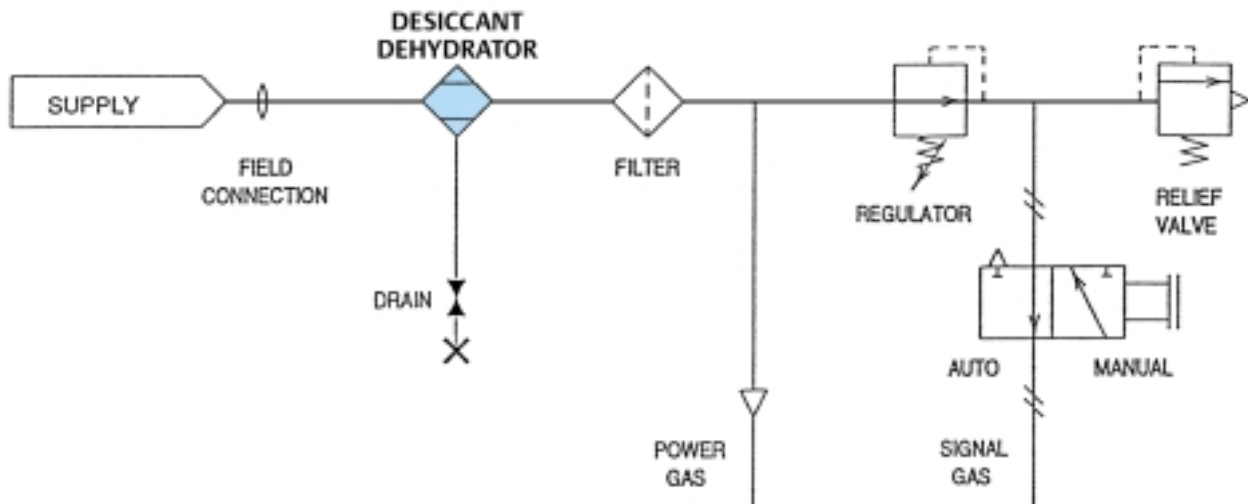 DESICCANT
DEHYDRATOR
SUPPLY
FIELD
CONNECTION
FILTER
REGULATOR
RELIEF
VALVE
DRAIN
AUTO
MANUAL
POWER
GAS
SIGNAL
GAS